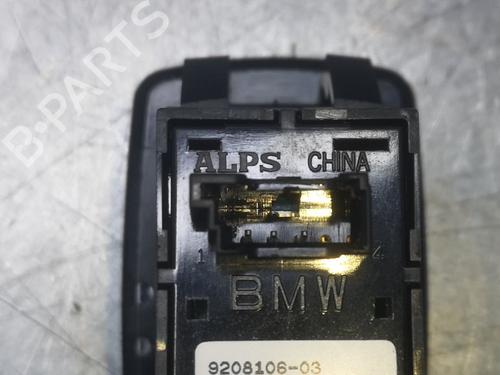 B-PARTS
ALPS CHINA
1 4
BMW
9208106-03